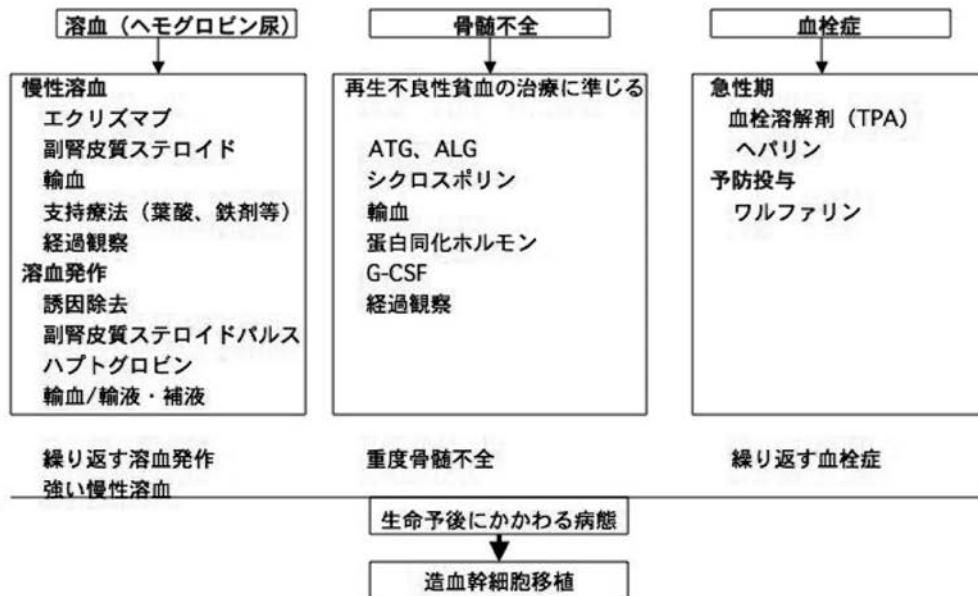 溶血（ヘモグロビン尿）
慢性溶血
エクリズマブ
副腎皮質ステロイド
輸血
支持療法（葉酸、鉄剤等）
経過観察
溶血発作
誘因除去
副腎皮質ステロイドパルス
ハプトグロビン
輸血/輸液・補液
繰り返す溶血発作
強い慢性溶血
骨髄不全
再生不良性貧血の治療に準じる
ATG、ALG
シクロスポリン
輸血
蛋白同化ホルモン
G-CSF
経過観察
重度骨髄不全
血栓症
急性期
血栓溶解剤（TPA）
ヘパリン
予防投与
ワルファリン
繰り返す血栓症
生命予後にかかわる病態
造血幹細胞移植